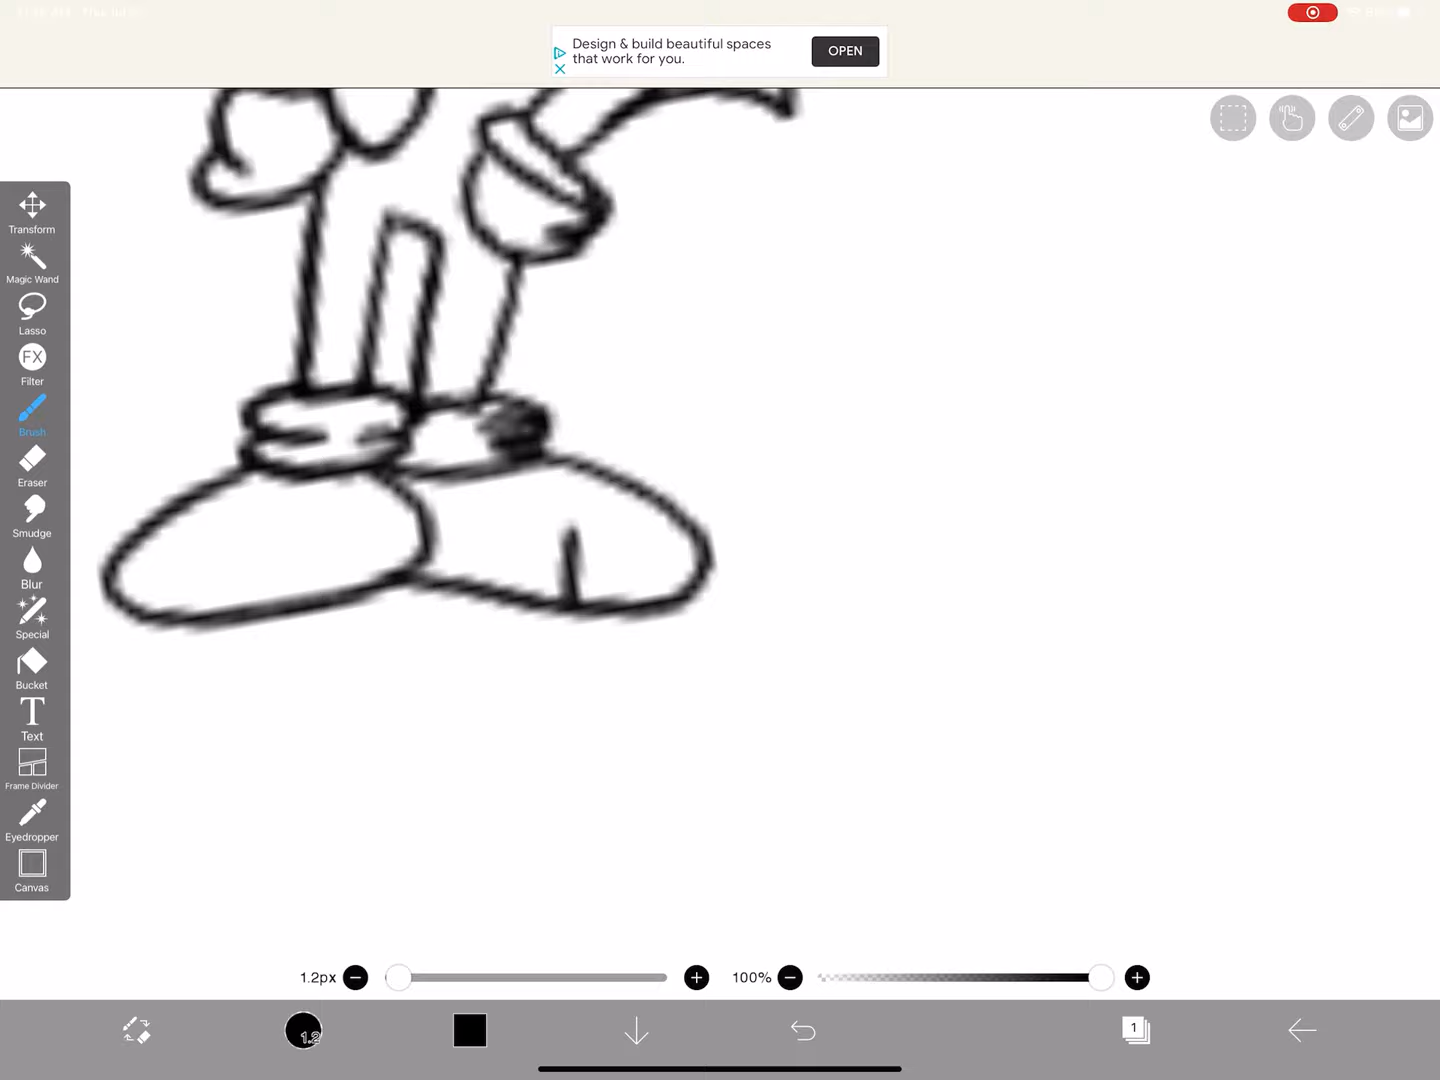 Design & build beautiful spaces
that work for you.
OPEN
Transform
Magic Wand
Lasso
FX
Filter
Brush
Eraser
Smudge
Blur
Special
Bucket
T
Text
Frame Divider
Eyedropper
Canvas
1.2px
100%
1.2
1